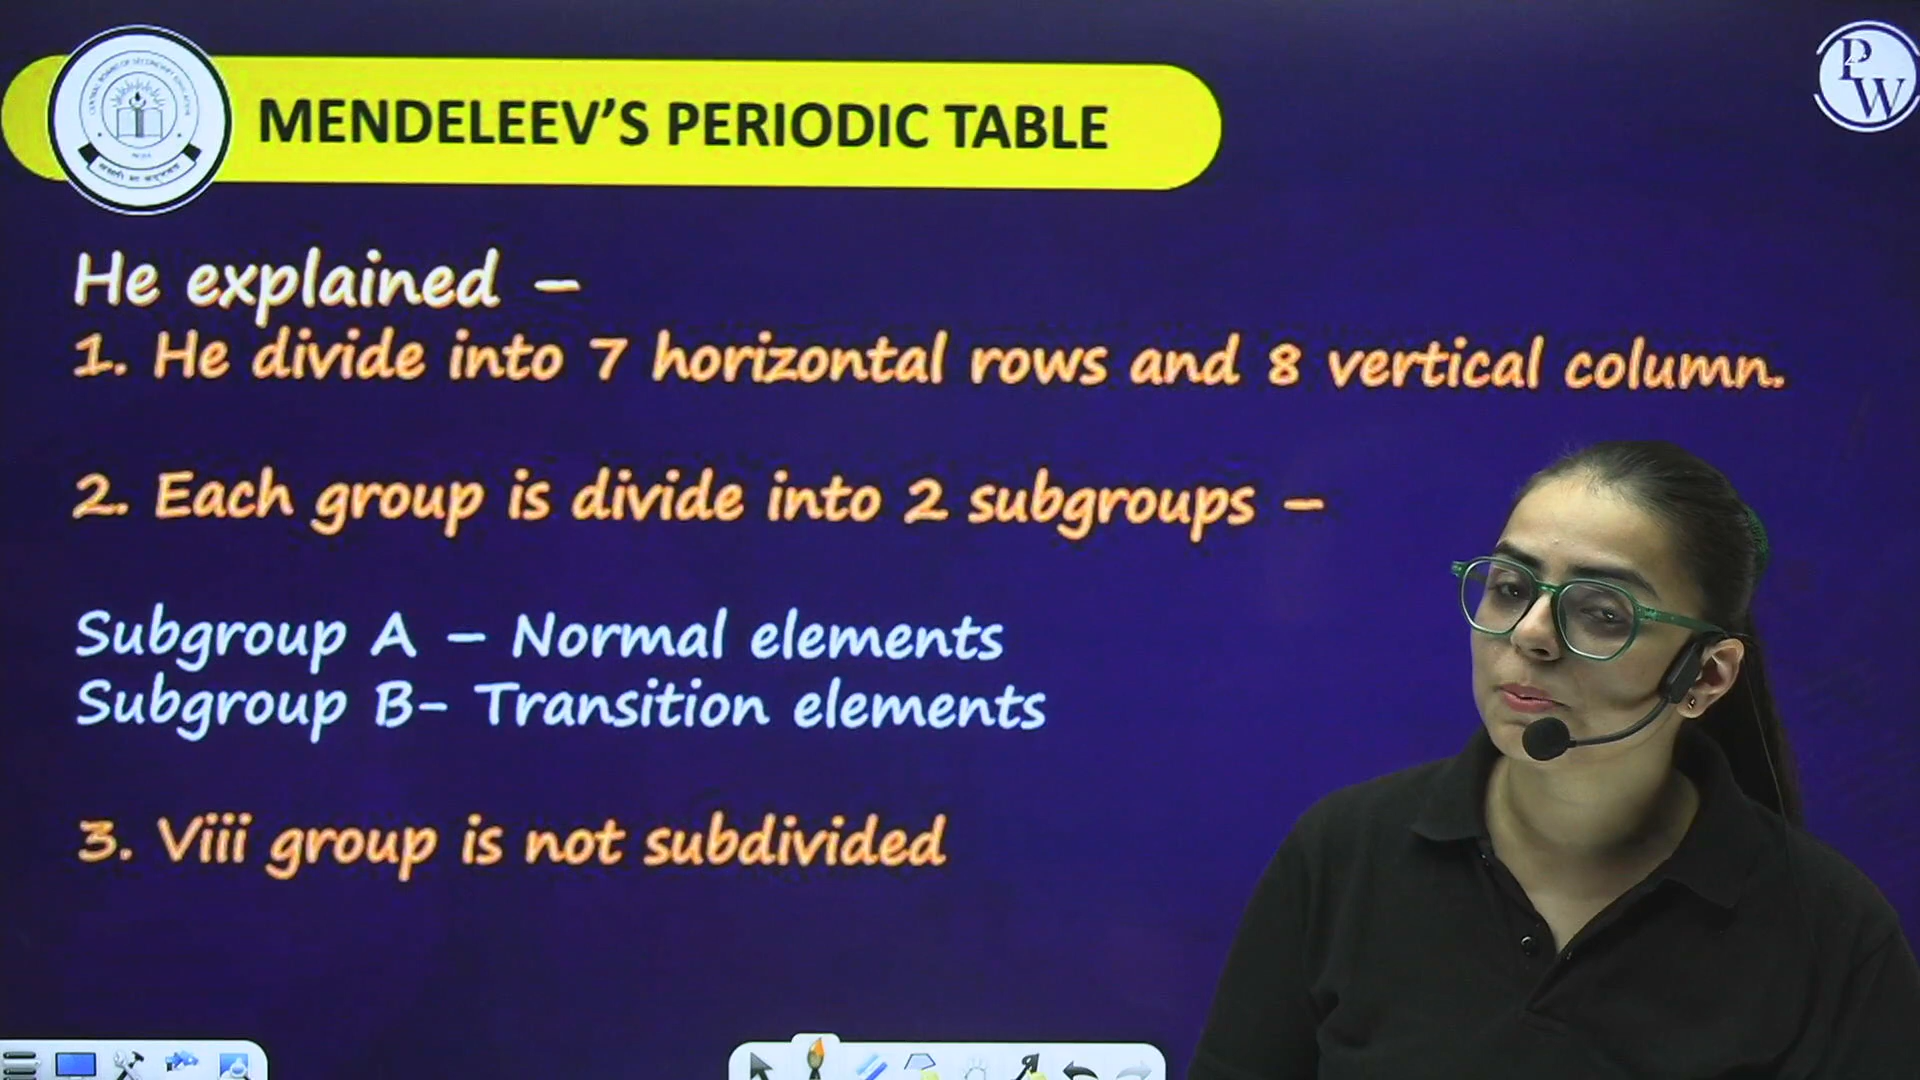 MENDELEEV'S PERIODIC TABLE
PW
He explained –
1. He divide into 7 horizontal rows and 8 vertical column.
2. Each group is divide into 2 subgroups –
Subgroup A – Normal elements
Subgroup B- Transition elements
3. Viii group is not subdivided